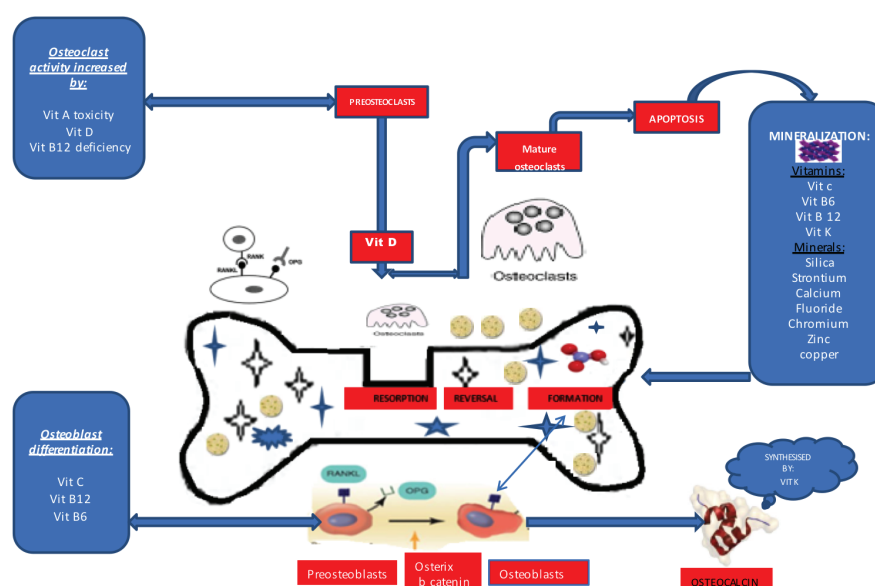 Osteoclast
activity increased
by:
Vit A toxicity
Vit D
Vit B12 deficiency
PREOSTEOCLASTS
Mature
osteoclasts
APOPTOSIS
MINERALIZATION:
Vitamins:
Vit c
Vit B6
Vit B 12
Vit K
Minerals:
Silica
Strontium
Calcium
Fluoride
Chromium
Zinc
copper
Vit D
Osteoclasts
RANK
OPG
RANKL
Osteoclasts
RESORPTION
REVERSAL
FORMATION
Osteoblast
differentiation:
Vit C
Vit B12
Vit B6
RANKL
OPG
Preosteoblasts
Osterix
b catenin
Osteoblasts
SYNTHESISED
BY:
VIT K
OSTEOCALCIN